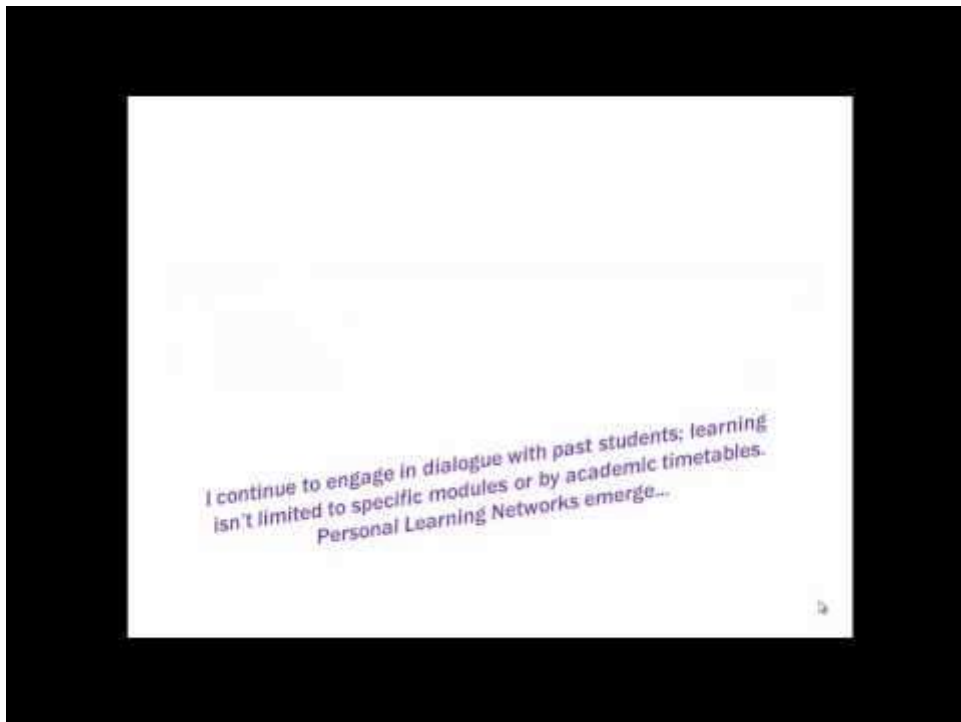 I continue to engage in dialogue with past students; learning
isn't limited to specific modules or by academic timetables.
Personal Learning Networks emerge...